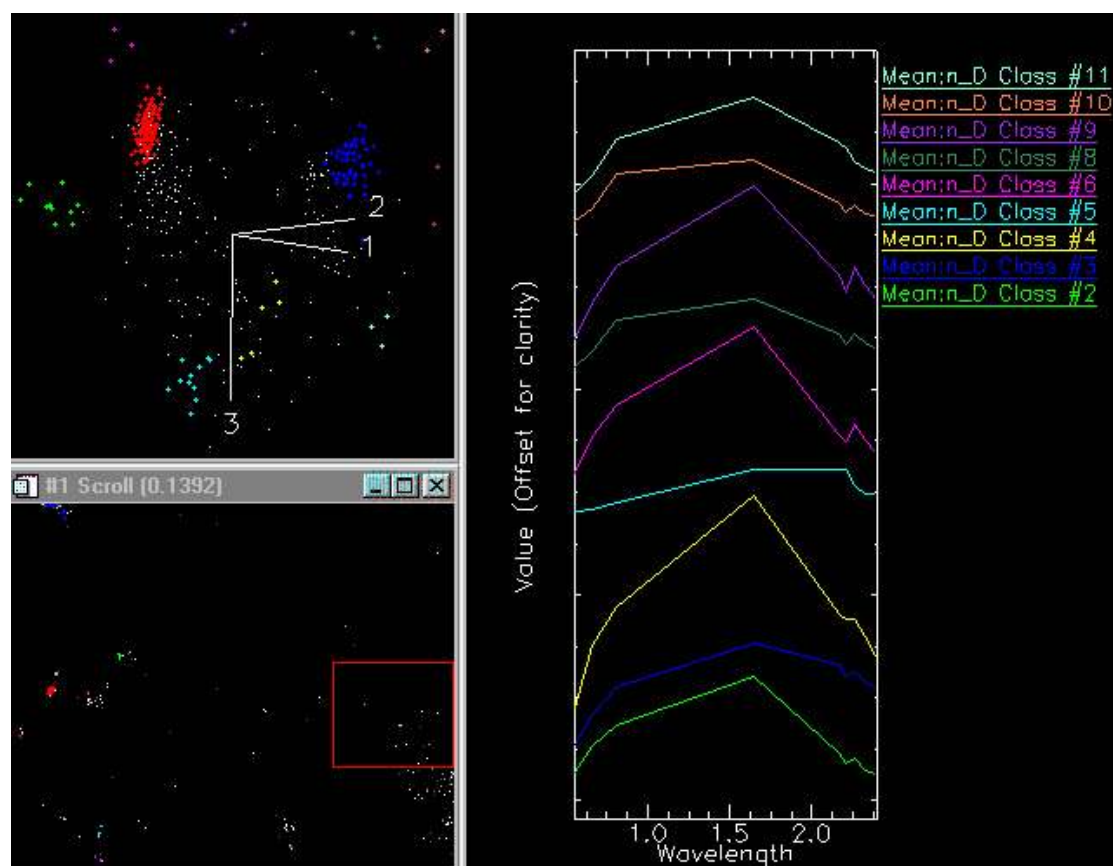 2
1
3
#1 Scroll (0.1392)
Value (Offset for clarity)
1.0 1.5 2.0
Wavelength
Mean:n_D Class #11
Mean:n_D Class #10
Mean:n_D Class #9
Mean:n_D Class #8
Mean:n_D Class #6
Mean:n_D Class #5
Mean:n_D Class #4
Mean:n_D Class #3
Mean:n_D Class #2